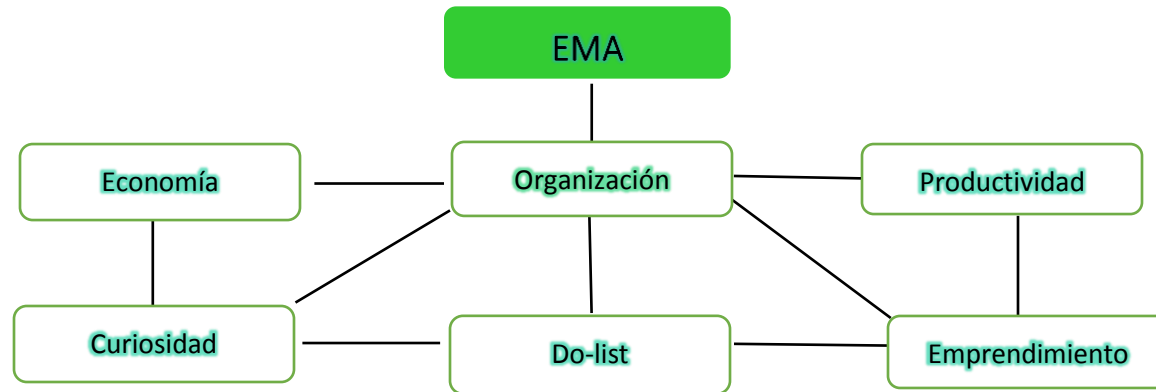 EMA
Economía
Organización
Productividad
Curiosidad
Do-list
Emprendimiento